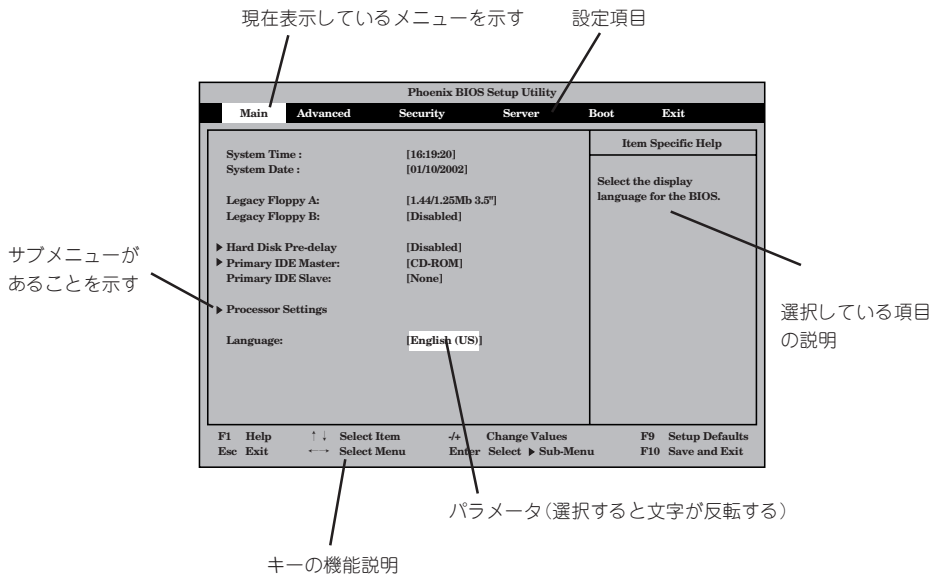 現在表示しているメニューを示す
設定項目
Phoenix BIOS Setup Utility
Main Advanced Security Server Boot Exit
System Time : [16:19:20]
System Date : [01/10/2002]
Legacy Floppy A: [1.44/1.25Mb 3.5"]
Legacy Floppy B: [Disabled]
▶ Hard Disk Pre-delay [Disabled]
▶ Primary IDE Master: [CD-ROM]
Primary IDE Slave: [None]
▶ Processor Settings
Language: [English (US)]
Item Specific Help
Select the display
language for the BIOS.
サブメニューが
あることを示す
選択している項目
の説明
F1 Help ↑↓ Select Item -/+ Change Values F9 Setup Defaults
Esc Exit ←→ Select Menu Enter Select ▶ Sub-Menu F10 Save and Exit
パラメータ(選択すると文字が反転する)
キーの機能説明